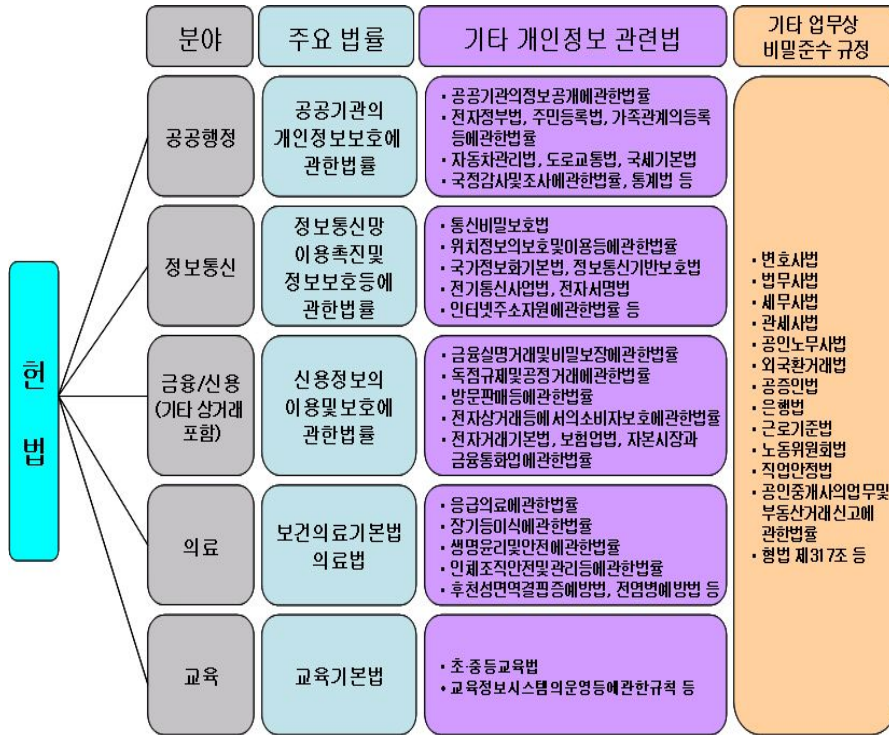 분야
주요 법률
기타 개인정보 관련법
기타 업무상
비밀준수 규정
헌
법
공공행정
공공기관의
개인정보보호에
관한법률
· 공공기관의정보공개에관한법률
· 전자정부법, 주민등록법, 가족관계의등록
등에관한법률
· 자동차관리법, 도로교통법, 국세기본법
· 국정감사및조사에관한법률, 통계법 등
정보통신
정보통신망
이용촉진및
정보보호등에
관한법률
· 통신비밀보호법
· 위치정보의보호및이용등에관한법률
· 국가정보화기본법, 정보통신기반보호법
· 전기통신사업법, 전자서명법
· 인터넷주소자원에관한법률 등
금융/신용
(기타 상거래
포함)
신용정보의
이용및보호에
관한법률
· 금융실명거래및비밀보장에관한법률
· 독점규제및공정거래에관한법률
· 방문판매등에관한법률
· 전자상거래등에서의소비자보호에관한법률
· 전자거래기본법, 보험업법, 자본시장과
금융통화업에관한법률
의료
보건의료기본법
의료법
· 응급의료에관한법률
· 장기등이식에관한법률
· 생명윤리및안전에관한법률
· 인체조직안전및관리등에관한법률
· 후천성면역결핍증예방법, 전염병예방법 등
교육
교육기본법
· 초·중등교육법
· 교육정보시스템의운영등에관한규칙 등
· 변호사법
· 법무사법
· 세무사법
· 관세사법
· 공인노무사법
· 외국환거래법
· 공증인법
· 은행법
· 근로기준법
· 노동위원회법
· 직업안정법
· 공인중개사의업무및
부동산거래신고에
관한법률
· 형법 제317조 등